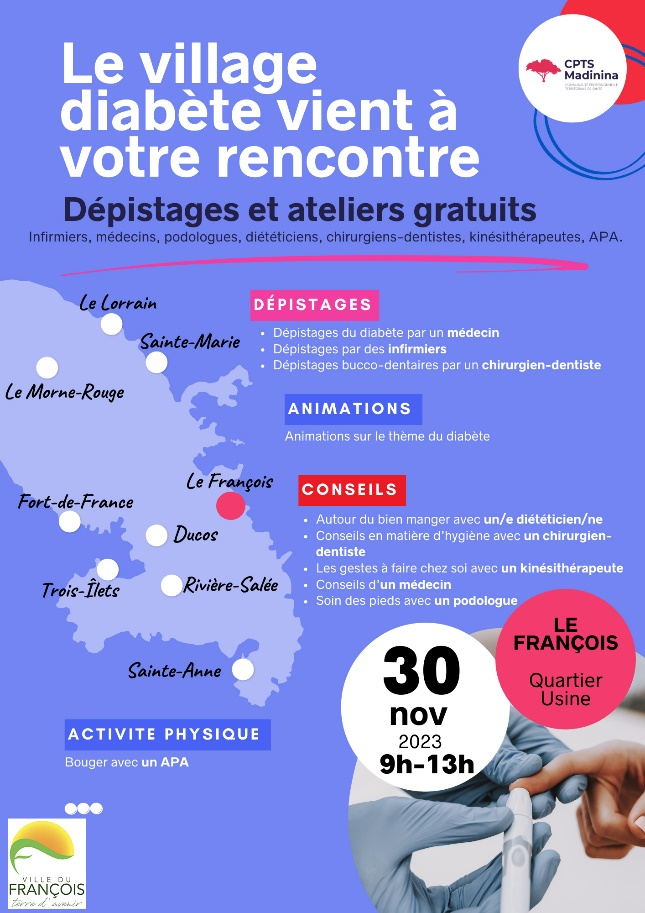 Le village
diabète vient à
votre rencontre
CPTS
Madinina
Dépistages et ateliers gratuits
Infirmiers, médecins, podologues, diététiciens, chirurgiens-dentistes, kinésithérapeutes, APA.
DÉPISTAGES
• Dépistages du diabète par un médecin
• Dépistages par des infirmiers
• Dépistages bucco-dentaires par un chirurgien-dentiste
ANIMATIONS
Animations sur le thème du diabète
CONSEILS
• Autour du bien manger avec un/e diététicien/ne
• Conseils en matière d'hygiène avec un chirurgien-
dentiste
• Les gestes à faire chez soi avec un kinésithérapeute
• Conseils d'un médecin
• Soin des pieds avec un podologue
Le Lorrain
Sainte-Marie
Le Morne-Rouge
Le François
Fort-de-France
Ducos
Trois-Îlets
Rivière-Salée
Sainte-Anne
LE
FRANÇOIS
Quartier
Usine
30
nov
2023
9h-13h
ACTIVITE PHYSIQUE
Bouger avec un APA
VILLE DU
FRANÇOIS
terre d'avenir